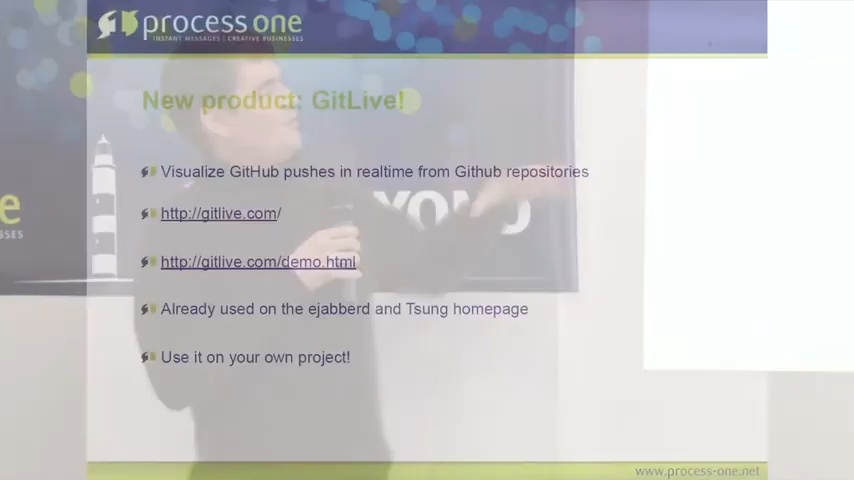 process one
INSTANT MESSAGES | CREATIVE BUSINESSES
New product: GitLive!
Visualize GitHub pushes in realtime from Github repositories
http://gitlive.com/
http://gitlive.com/demo.html
Already used on the ejabberd and Tsung homepage
Use it on your own project!
www.process-one.net